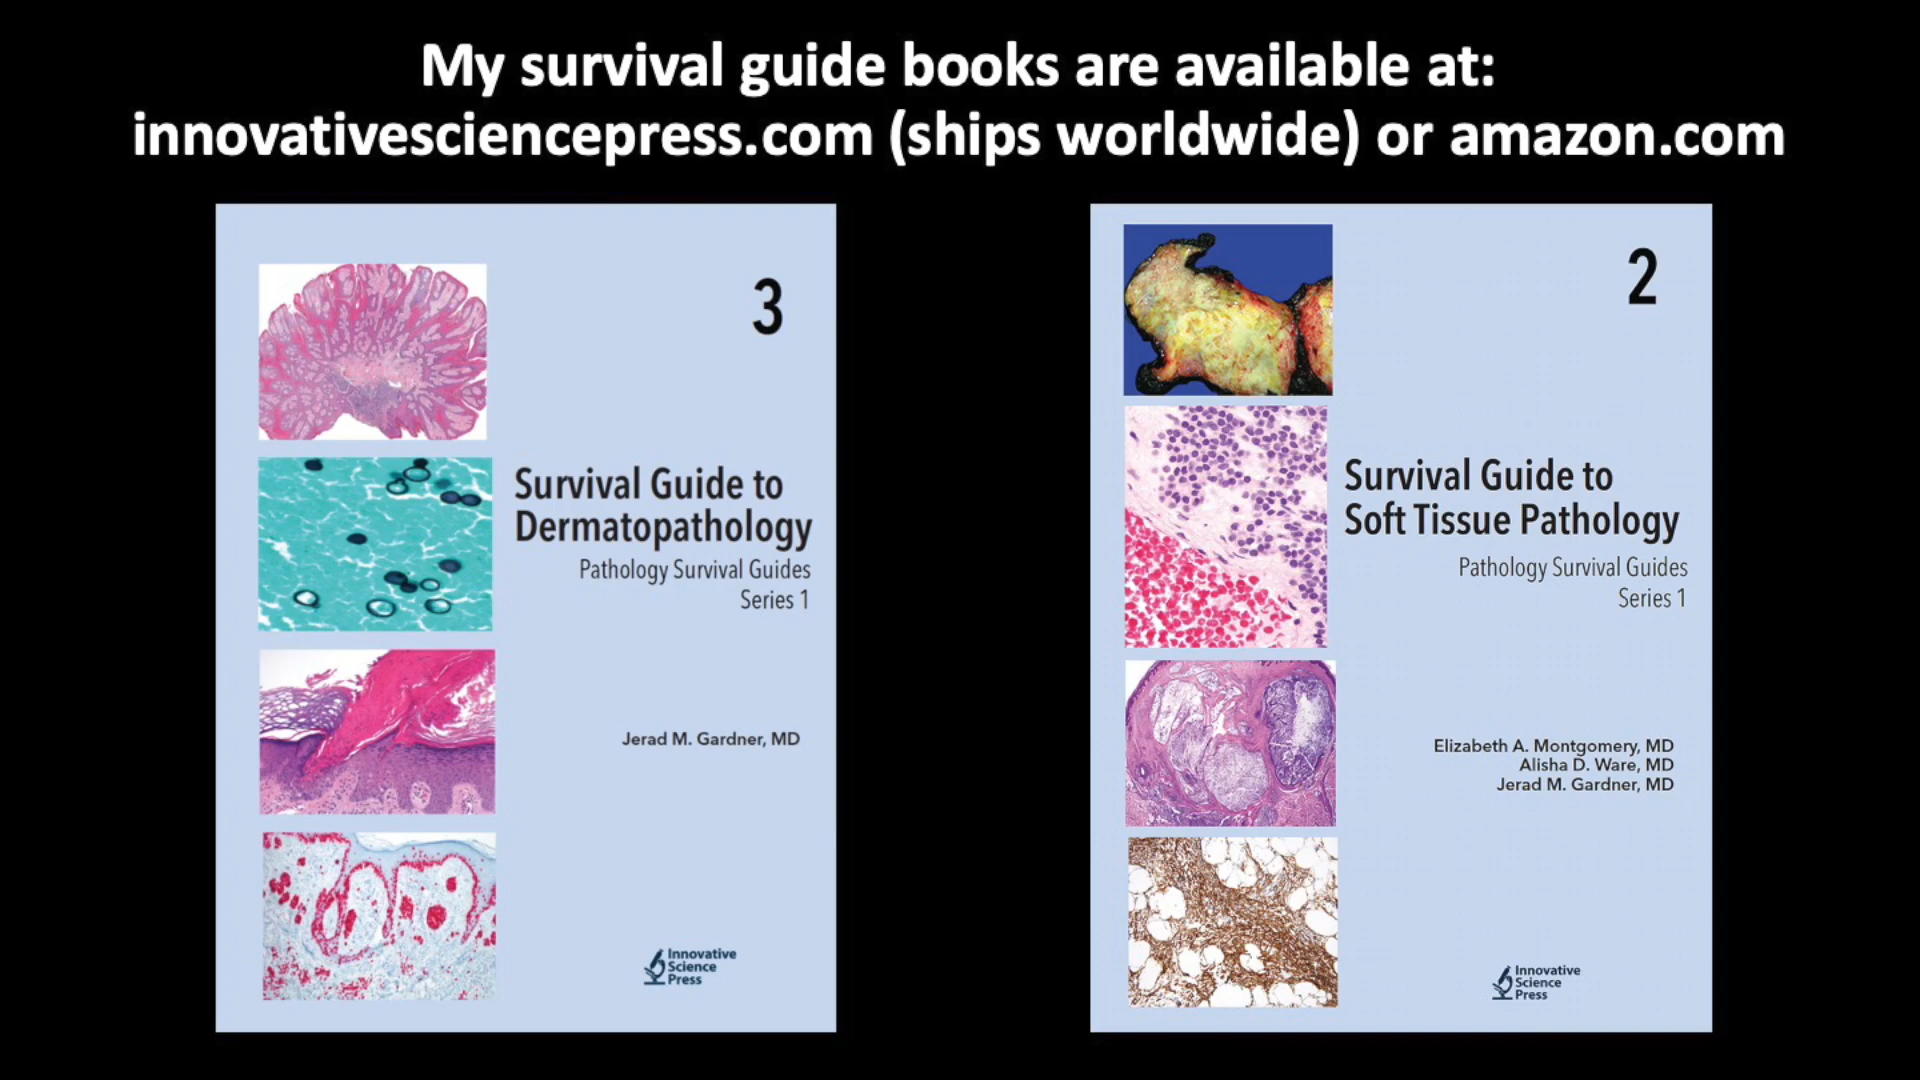 My survival guide books are available at:
innovativesciencepress.com (ships worldwide) or amazon.com
3
Survival Guide to
Dermatopathology
Pathology Survival Guides
Series 1
Jerad M. Gardner, MD
Innovative
Science
Press
2
Survival Guide to
Soft Tissue Pathology
Pathology Survival Guides
Series 1
Elizabeth A. Montgomery, MD
Alisha D. Ware, MD
Jerad M. Gardner, MD
Innovative
Science
Press